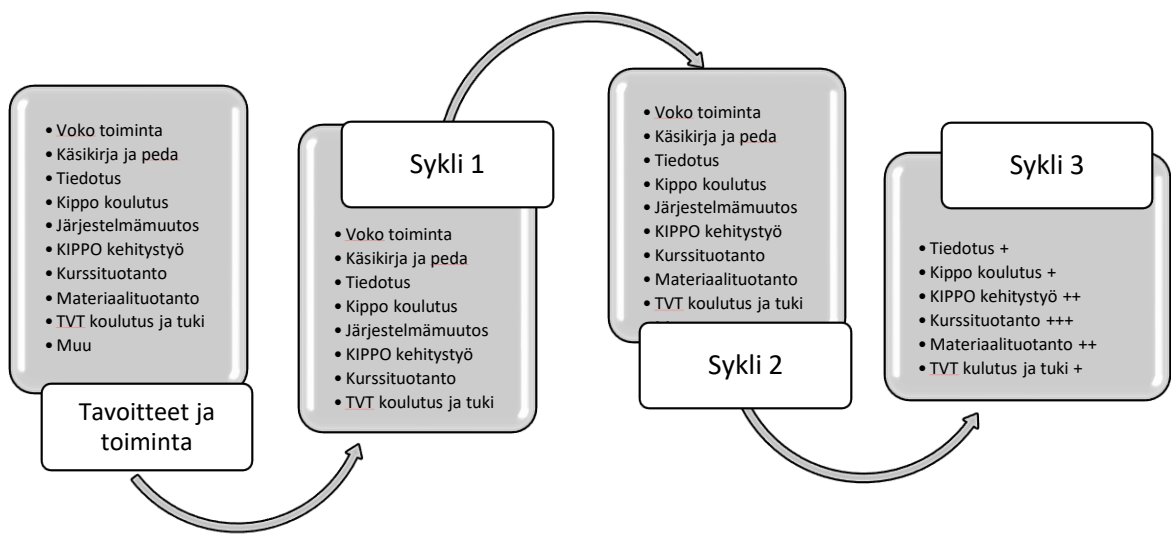 • Voko toiminta
• Käsikirja ja peda
• Tiedotus
• Kippo koulutus
• Järjestelmämuutos
• KIPPO kehitystyö
• Kurssituotanto
• Materiaalituotanto
• TVT koulutus ja tuki
• Muu
Tavoitteet ja
toiminta
Sykli 1
• Voko toiminta
• Käsikirja ja peda
• Tiedotus
• Kippo koulutus
• Järjestelmämuutos
• KIPPO kehitystyö
• Kurssituotanto
• TVT koulutus ja tuki
• Voko toiminta
• Käsikirja ja peda
• Tiedotus
• Kippo koulutus
• Järjestelmämuutos
• KIPPO kehitystyö
• Kurssituotanto
• Materiaalituotanto
• TVT koulutus ja tuki
Sykli 2
Sykli 3
• Tiedotus +
• Kippo koulutus +
• KIPPO kehitystyö ++
• Kurssituotanto +++
• Materiaalituotanto ++
• TVT kulutus ja tuki +